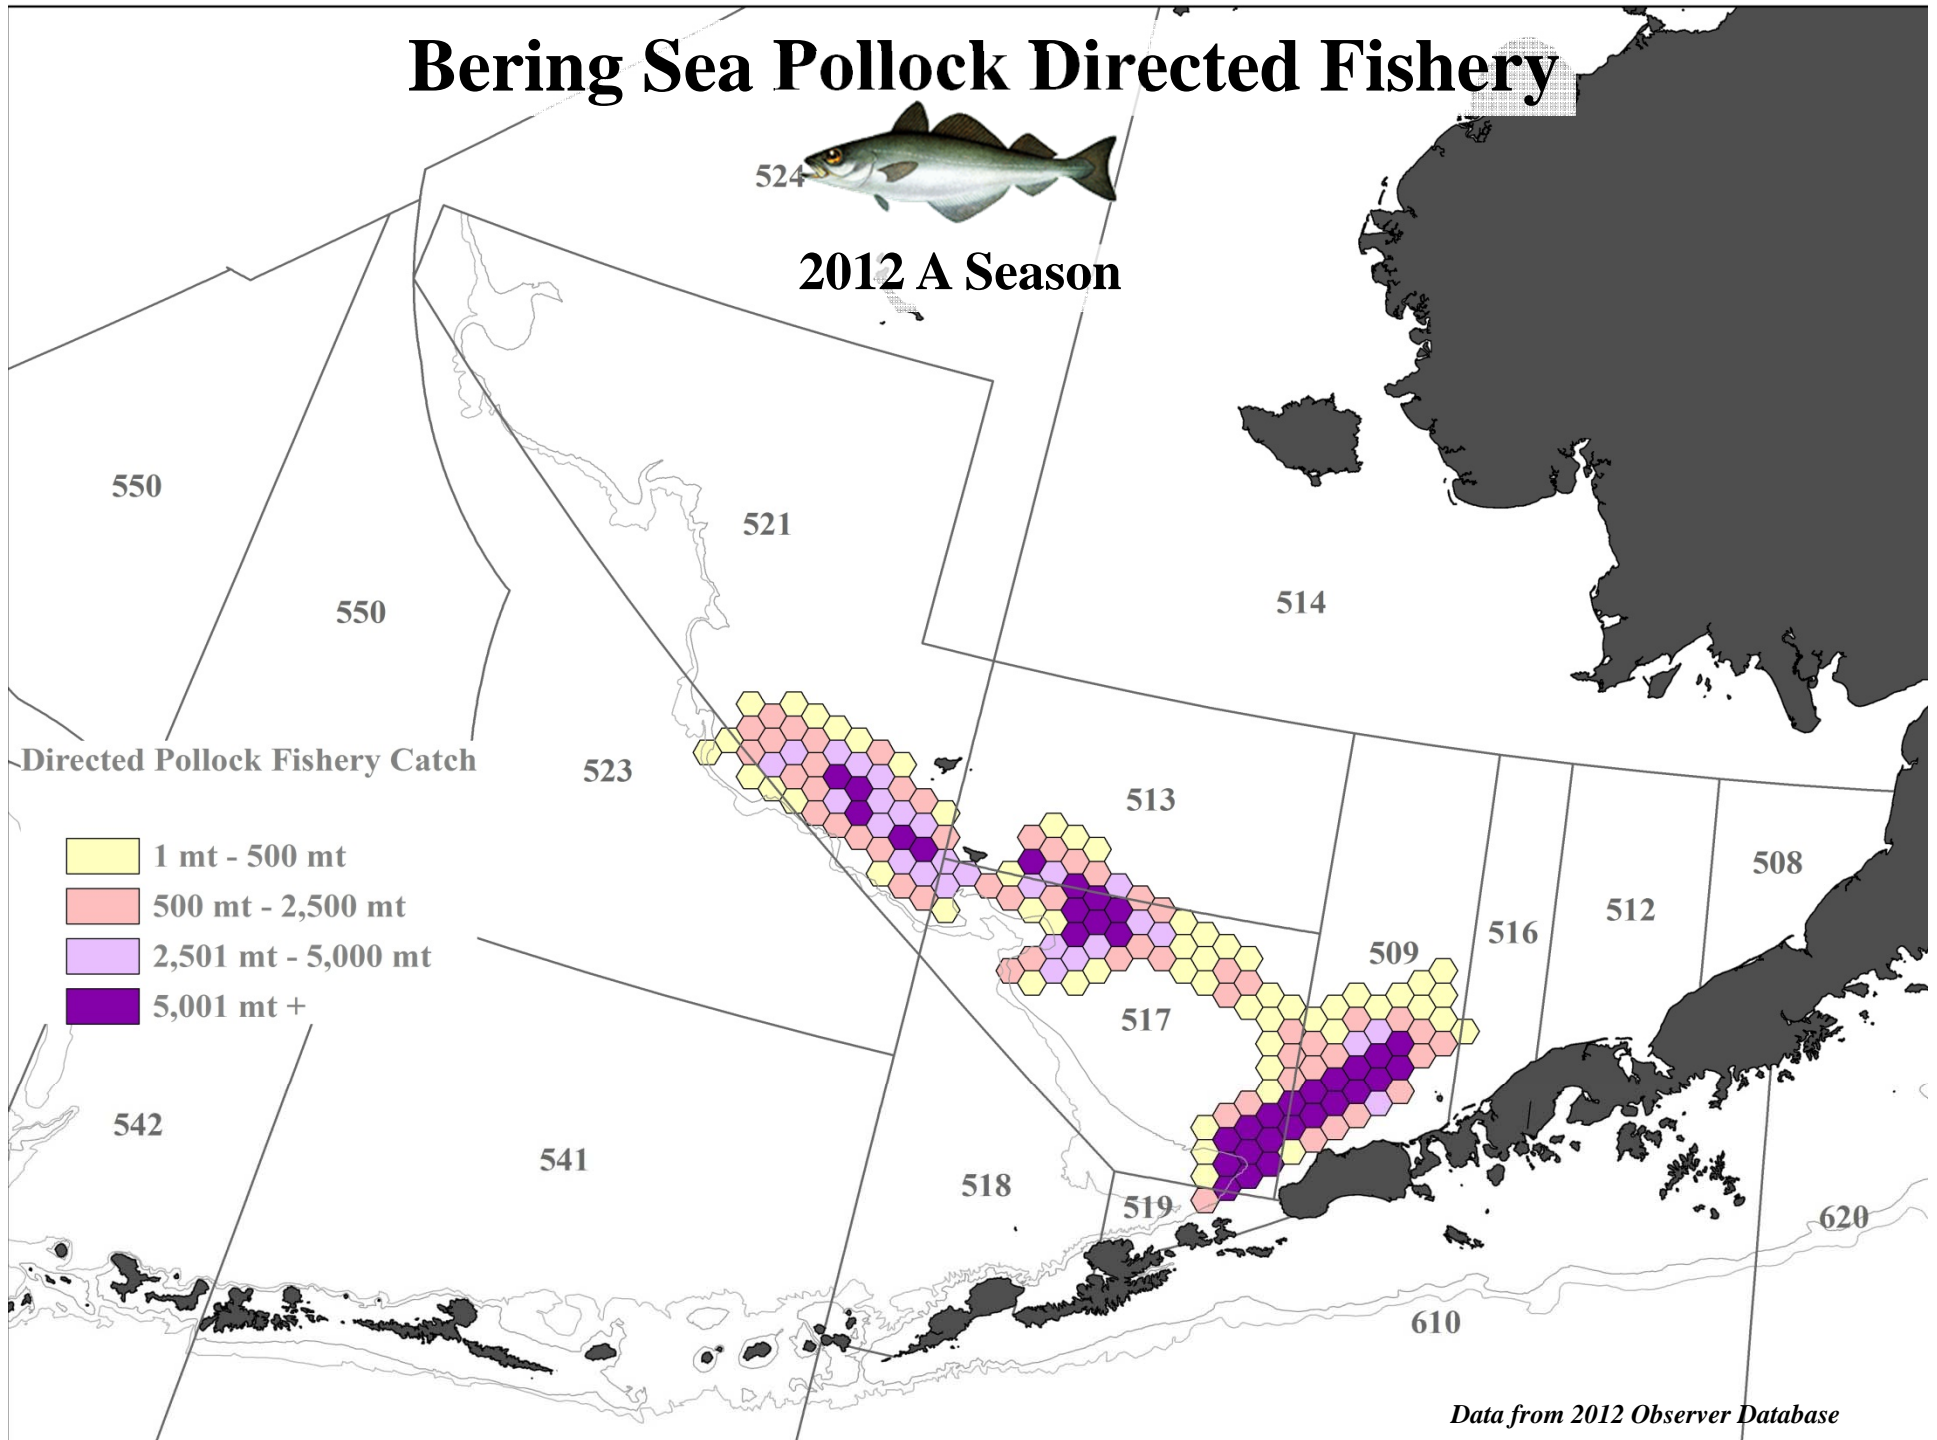 Bering Sea Pollock Directed Fishery
524
2012 A Season
550
521
550
514
523
513
508
512
516
509
517
542
541
518
519
620
610
Directed Pollock Fishery Catch
1 mt - 500 mt
500 mt - 2,500 mt
2,501 mt - 5,000 mt
5,001 mt +
Data from 2012 Observer Database